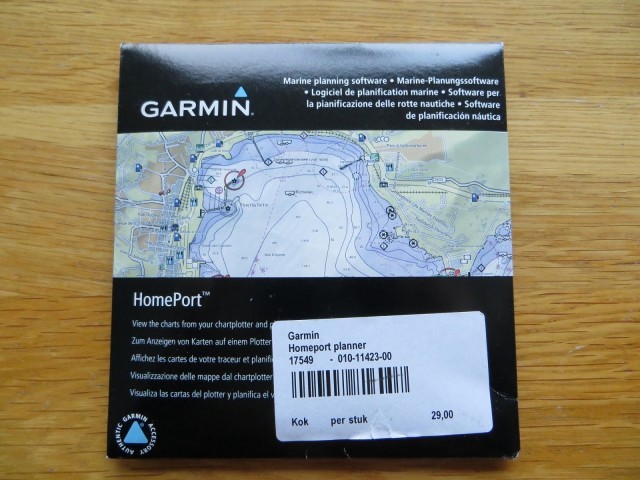 Marine planning software • Marine-Planungssoftware
• Logiciel de planification marine • Software per
la pianificazione delle rotte nautiche • Software
de planificación náutica
GARMIN
HomePort™
View the charts from your chartplotter and
Zum Anzeigen von Karten auf einem Plotter
Affichez les cartes de votre traceur et
Visualizzazione delle mappe dal chartplotter
Visualiza las cartas del plotter y planifica el
Garmin
Homeport planner
17549 - 010-11423-00
Kok per stuk 29,00
AUTHENTIC GARMIN ACCESSORY